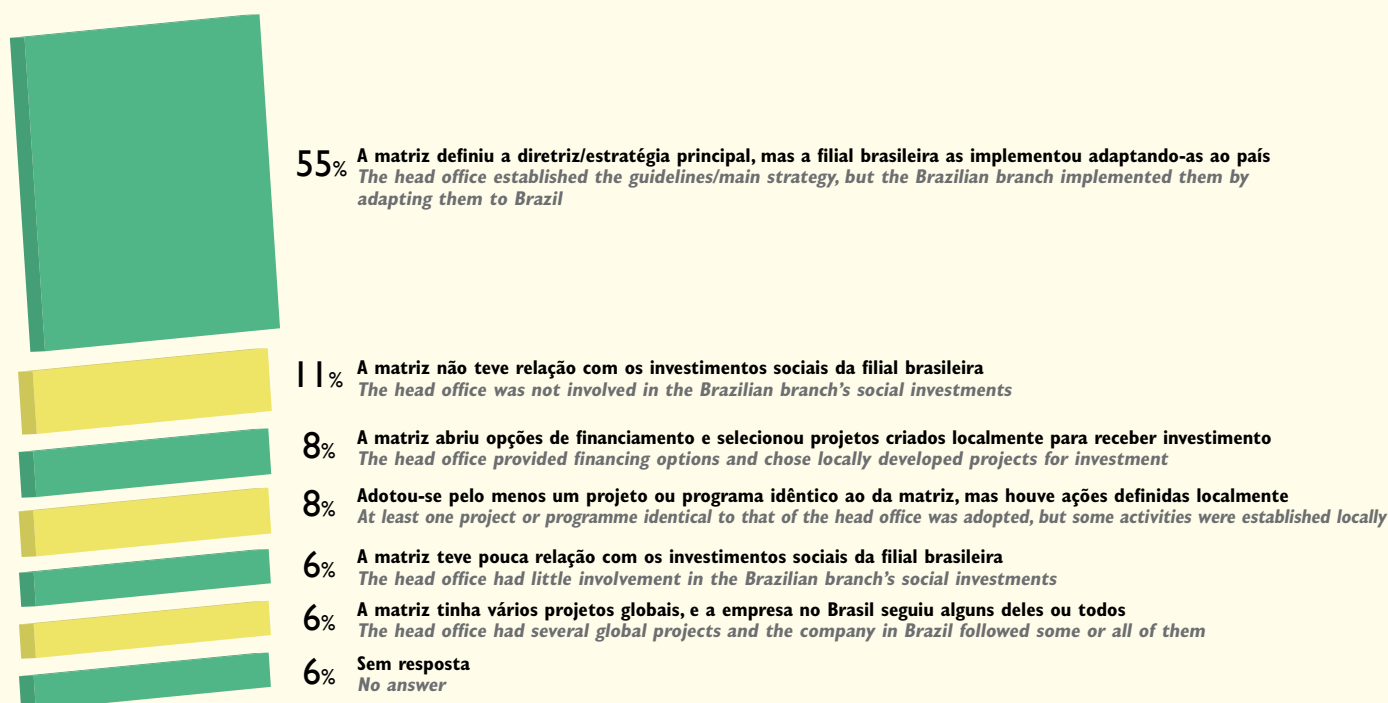 55% A matriz definiu a diretriz/estratégia principal, mas a filial brasileira as implementou adaptando-as ao país
The head office established the guidelines/main strategy, but the Brazilian branch implemented them by
adapting them to Brazil
11% A matriz não teve relação com os investimentos sociais da filial brasileira
The head office was not involved in the Brazilian branch's social investments
8% A matriz abriu opções de financiamento e selecionou projetos criados localmente para receber investimento
The head office provided financing options and chose locally developed projects for investment
8% Adotou-se pelo menos um projeto ou programa idêntico ao da matriz, mas houve ações definidas localmente
At least one project or programme identical to that of the head office was adopted, but some activities were established locally
6% A matriz teve pouca relação com os investimentos sociais da filial brasileira
The head office had little involvement in the Brazilian branch's social investments
6% A matriz tinha vários projetos globais, e a empresa no Brasil seguiu alguns deles ou todos
The head office had several global projects and the company in Brazil followed some or all of them
6% Sem resposta
No answer